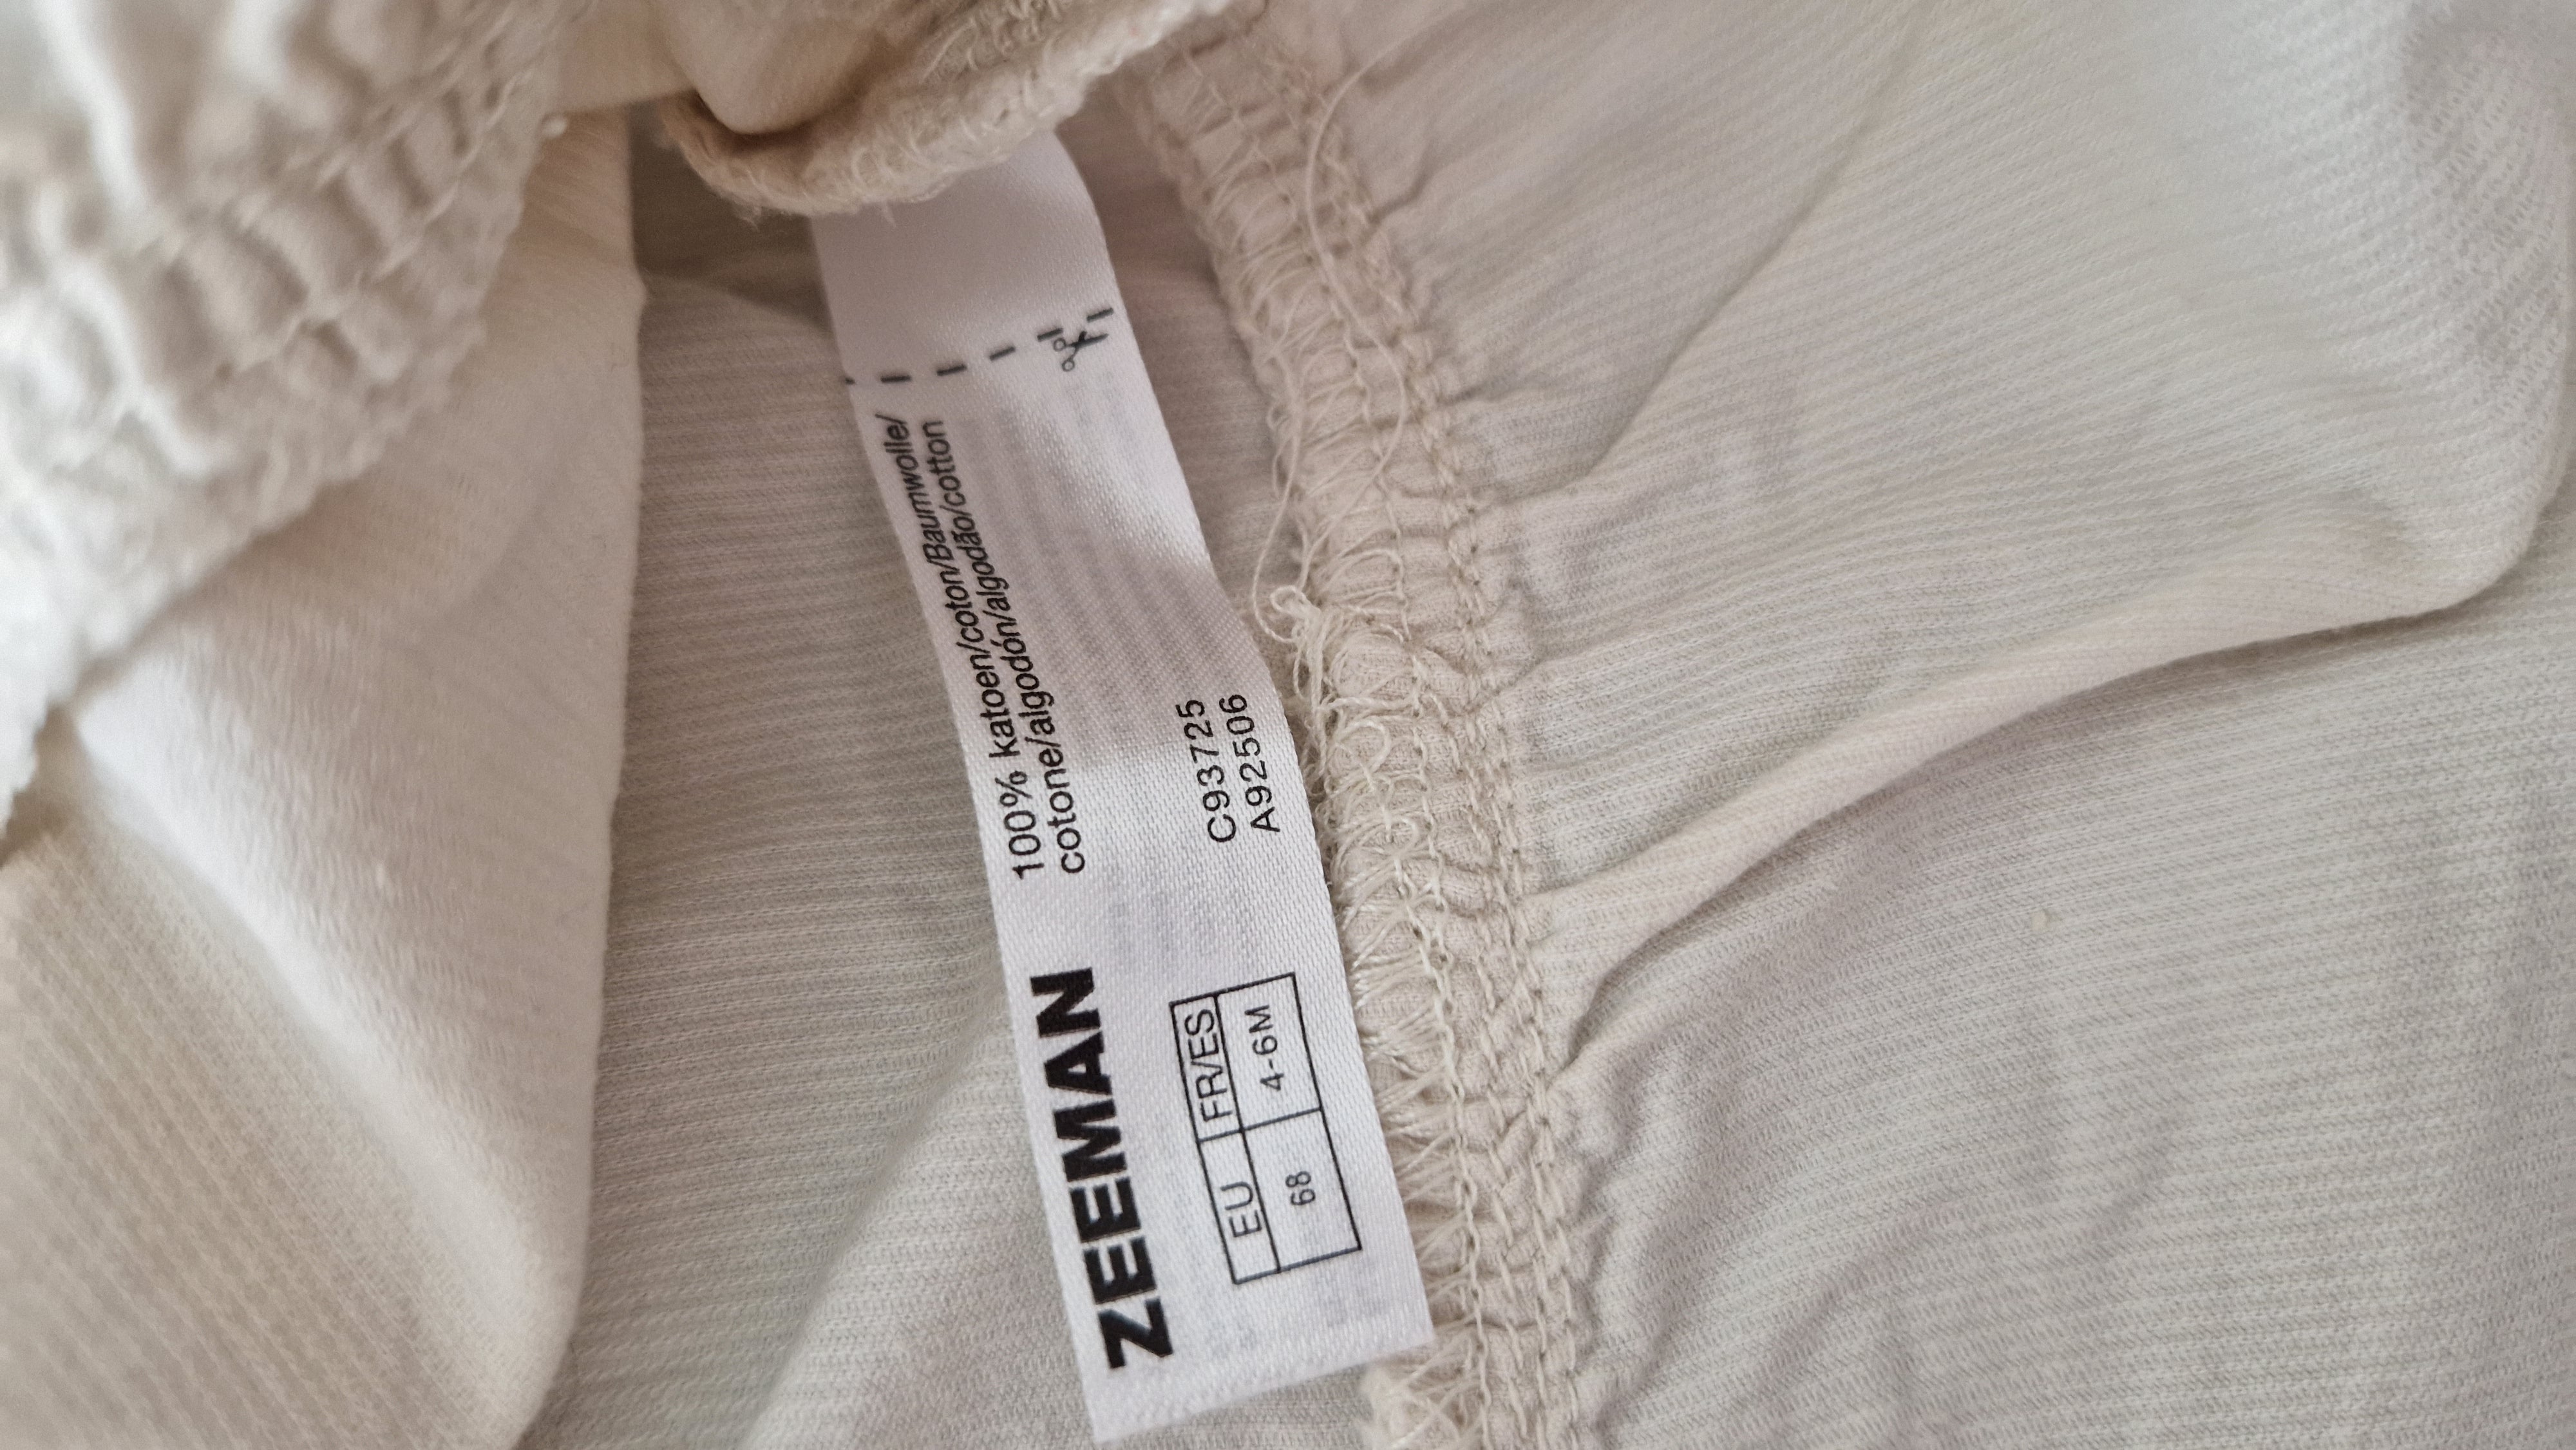 ZEEMAN
100% katoen/coton/Baumwolle/
cotone/algodón/algodão/cotton
EU FR/ES
68 4-6M
C93725
A92506